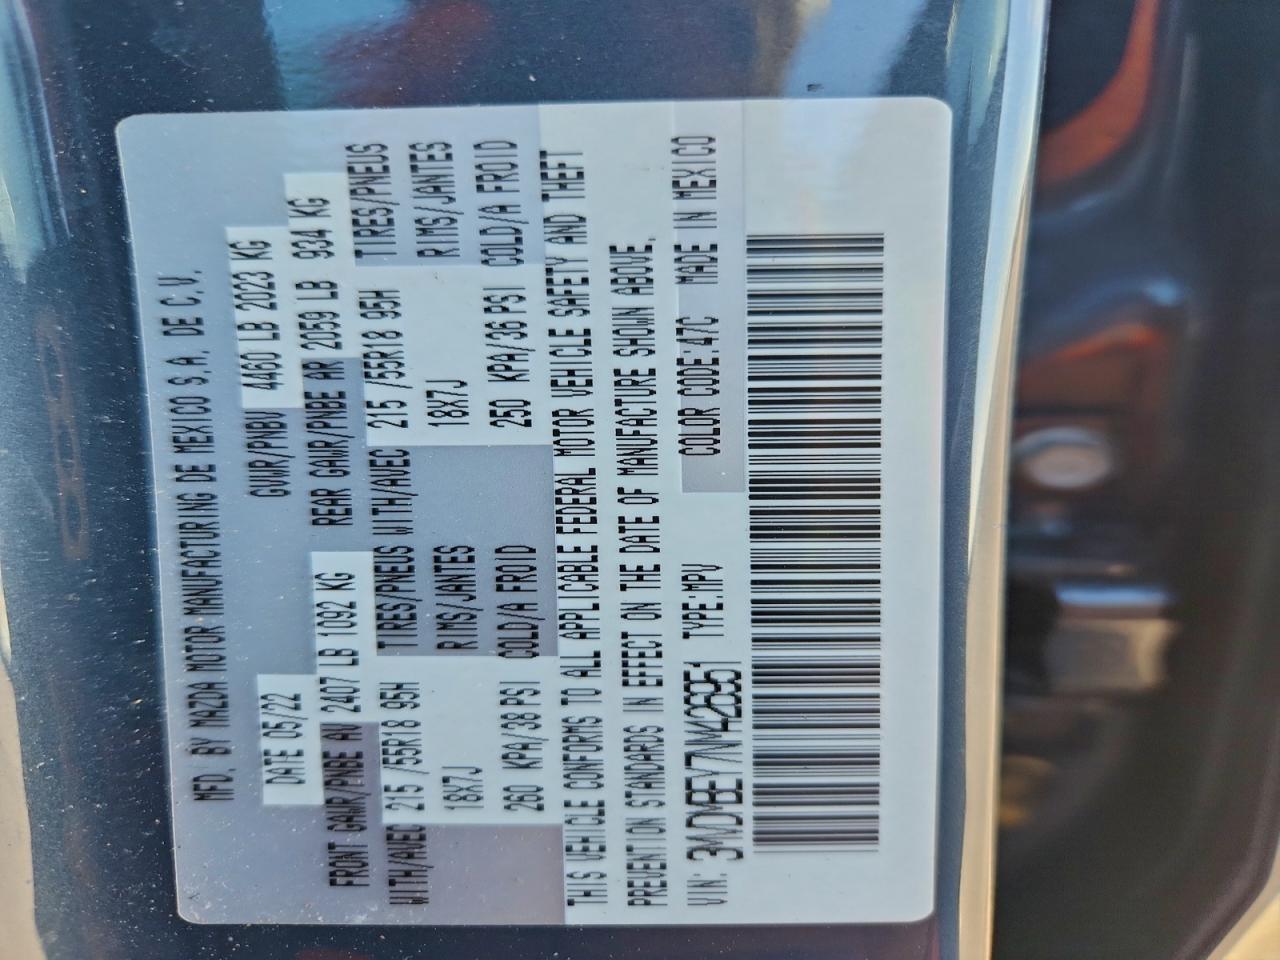 MFD. BY MAZDA MOTOR MANUFACTURING DE MEXICO S.A. DE C.V.
DATE 05/22 GVWR/PNBV 4460 LB 2023 KG
FRONT GAWR/PNBE AV 2407 LB 1092 KG REAR GAWR/PNBE AR 2059 LB 934 KG
WITH/AVEC 215 /55R18 95H TIRES/PNEUS WITH/AVEC 215 /55R18 95H TIRES/PNEUS
18X7J RIMS/JANTES 18X7J RIMS/JANTES
260 KPA/38 PSI COLD/A FROID 250 KPA/36 PSI COLD/A FROID
THIS VEHICLE CONFORMS TO ALL APPLICABLE FEDERAL MOTOR VEHICLE SAFETY AND THEFT
PREVENTION STANDARDS IN EFFECT ON THE DATE OF MANUFACTURE SHOWN ABOVE.
VIN: 3MVDMBEY7NM426951 TYPE:MPV COLOR CODE:47C MADE IN MEXICO